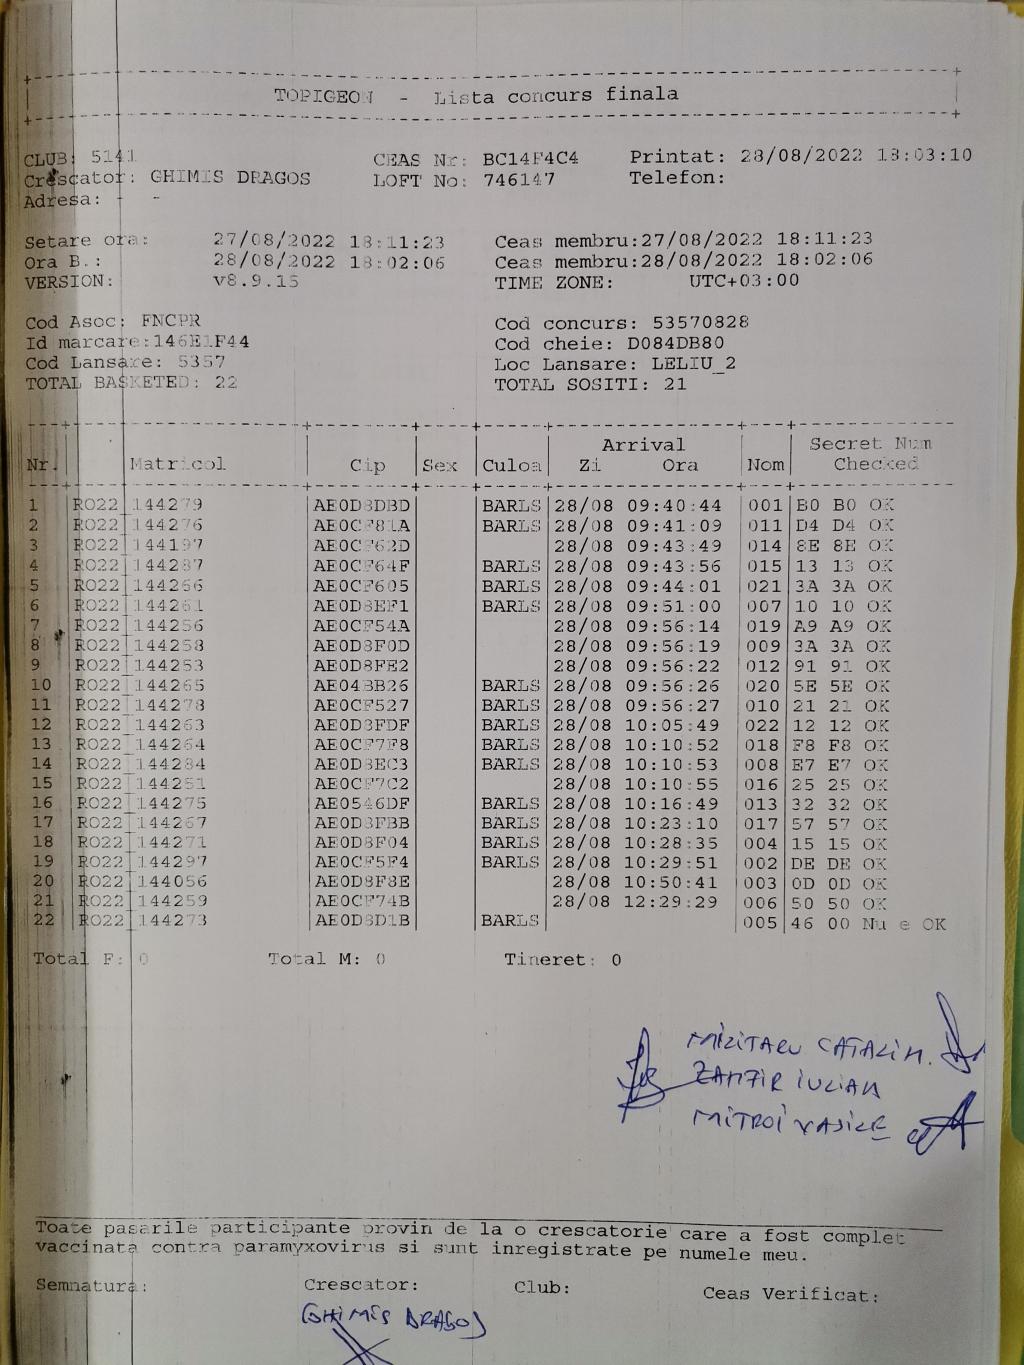 TOPIGEON - Lista concurs finala
CLUB: 5141 CEAS Nr: BC14F4C4 Printat: 28/08/2022 18:03:10
Crescator: GHIMIS DRAGOS LOFT No: 746147 Telefon:
Adresa: - -
Setare ora: 27/08/2022 18:11:23 Ceas membru:27/08/2022 18:11:23
Ora B.: 28/08/2022 18:02:06 Ceas membru:28/08/2022 18:02:06
VERSION: v8.9.15 TIME ZONE: UTC+03:00
Cod Asoc: FNCPR Cod concurs: 53570828
Id marcare:146E1F44 Cod cheie: D084DB80
Cod Lansare: 5357 Loc Lansare: LELIU_2
TOTAL BASKETED: 22 TOTAL SOSITI: 21
Arrival Secret Num
Nr. Matricol Cip Sex Culoa Zi Ora Nom Checked
1 RO22 144279 AE0D8DBD BARLS 28/08 09:40:44 001 B0 B0 OK
2 RO22 144276 AE0CF81A BARLS 28/08 09:41:09 011 D4 D4 OK
3 RO22 144197 AE0CF62D 28/08 09:43:49 014 8E 8E OK
4 RO22 144287 AE0CF64F BARLS 28/08 09:43:56 015 13 13 OK
5 RO22 144266 AE0CF605 BARLS 28/08 09:44:01 021 3A 3A OK
6 RO22 144261 AE0D8EF1 BARLS 28/08 09:51:00 007 10 10 OK
7 RO22 144256 AE0CF54A 28/08 09:56:14 019 A9 A9 OK
8 RO22 144258 AE0D8F0D 28/08 09:56:19 009 3A 3A OK
9 RO22 144253 AE0D8FE2 28/08 09:56:22 012 91 91 OK
10 RO22 144265 AE04BB26 BARLS 28/08 09:56:26 020 5E 5E OK
11 RO22 144278 AE0CF527 BARLS 28/08 09:56:27 010 21 21 OK
12 RO22 144263 AE0D8FDF BARLS 28/08 10:05:49 022 12 12 OK
13 RO22 144264 AE0CF7F8 BARLS 28/08 10:10:52 018 F8 F8 OK
14 RO22 144284 AE0D8EC3 BARLS 28/08 10:10:53 008 E7 E7 OK
15 RO22 144251 AE0CF7C2 28/08 10:10:55 016 25 25 OK
16 RO22 144275 AE0546DF BARLS 28/08 10:16:49 013 32 32 OK
17 RO22 144267 AE0D8FBB BARLS 28/08 10:23:10 017 57 57 OK
18 RO22 144271 AE0D8F04 BARLS 28/08 10:28:35 004 15 15 OK
19 RO22 144297 AE0CF5F4 BARLS 28/08 10:29:51 002 DE DE OK
20 RO22 144056 AE0D8F8E 28/08 10:50:41 003 0D 0D OK
21 RO22 144259 AE0CF74B 28/08 12:29:29 006 50 50 OK
22 RO22 144273 AE0D8D1B BARLS 005 46 00 Nu e OK
Total F: 0 Total M: 0 Tineret: 0
MILITARU CATALIN.
ZAMFIR IULIAN
MITROI VASILE
Toate pasarile participante provin de la o crescatorie care a fost complet
vaccinata contra paramyxovirus si sunt inregistrate pe numele meu.
Semnatura: Crescator: Club: Ceas Verificat:
GHIMIS DRAGOS